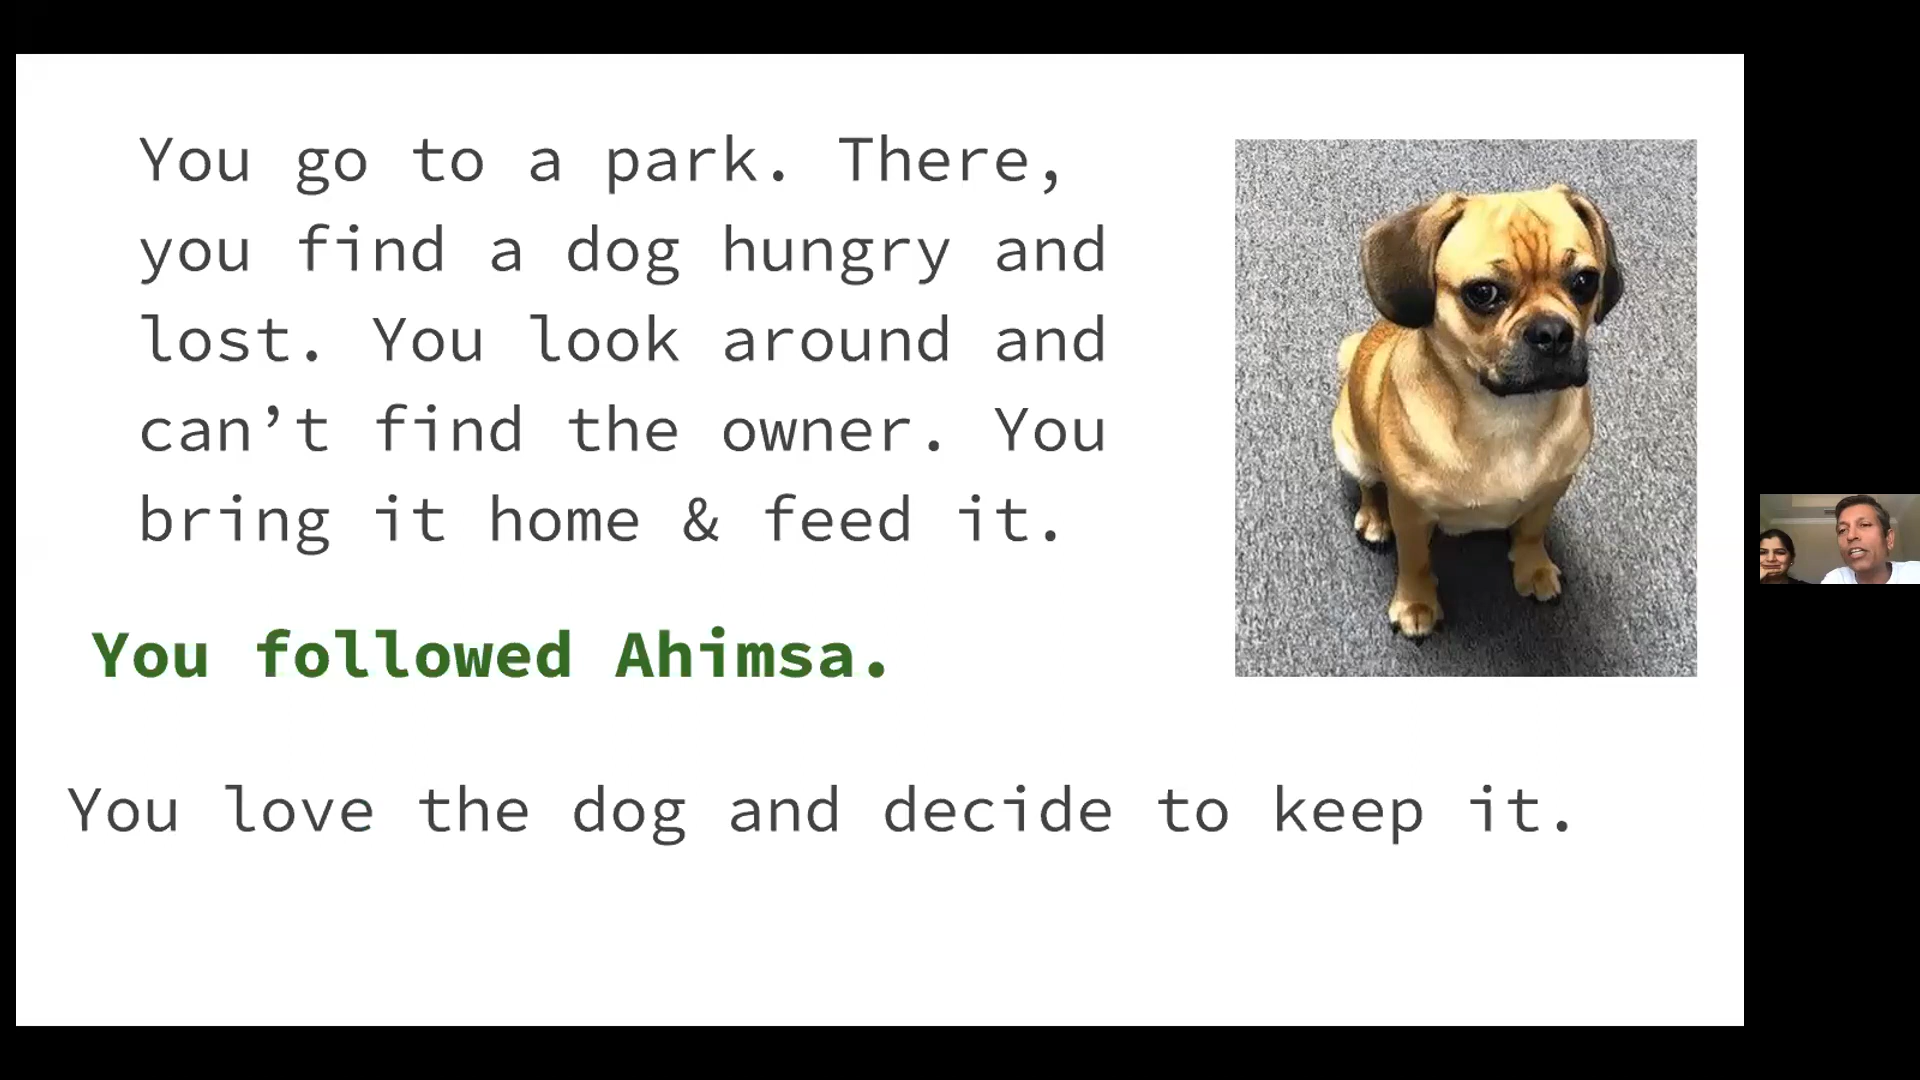 You go to a park. There,
you find a dog hungry and
lost. You look around and
can’t find the owner. You
bring it home & feed it.
You followed Ahimsa.
You love the dog and decide to keep it.